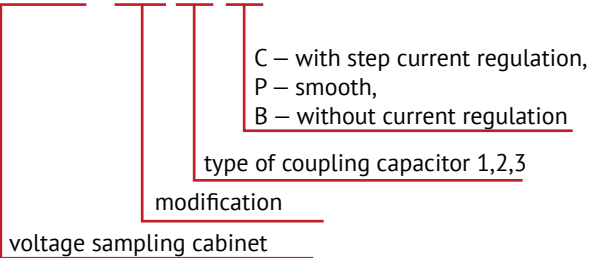 C – with step current regulation,
P – smooth,
B – without current regulation
type of coupling capacitor 1,2,3
modification
voltage sampling cabinet